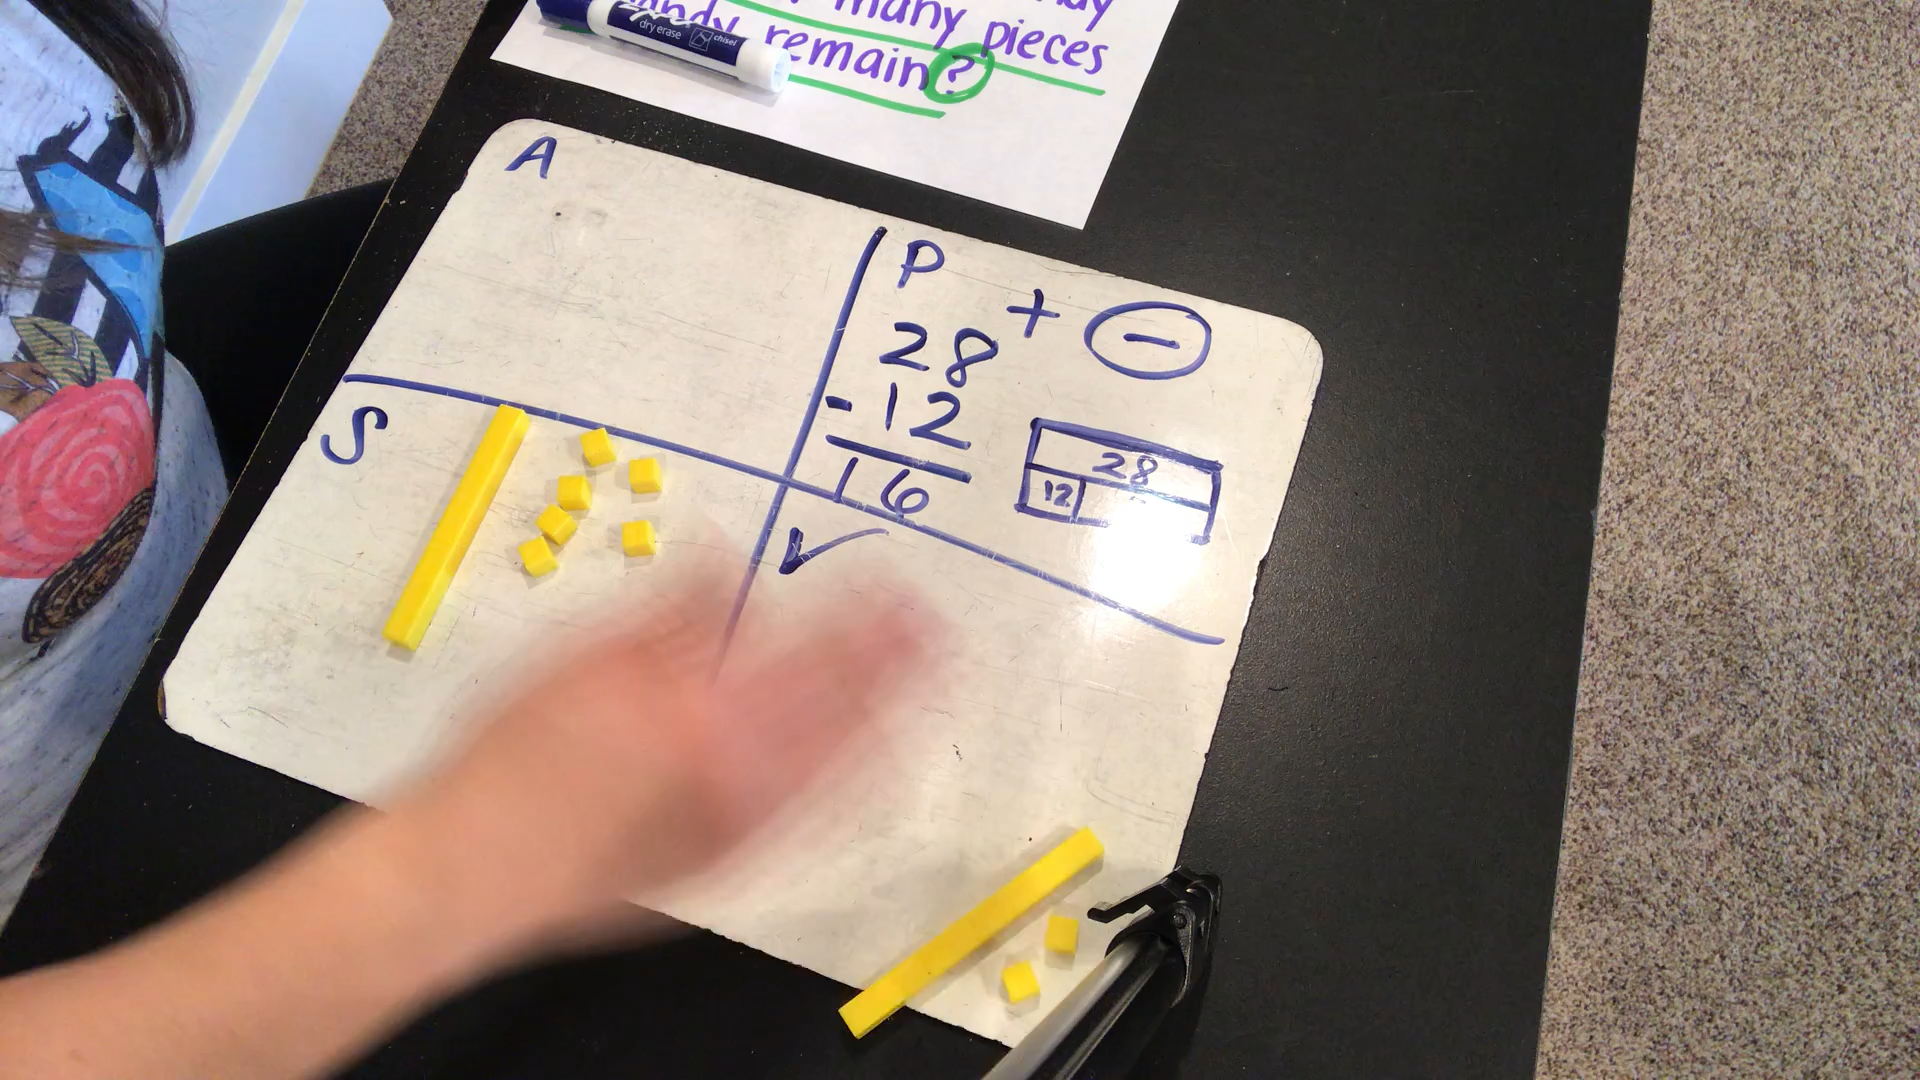 many pieces
remain?
dry erase chisel
A
P
+ -
28
-12
16
28
12
S
✓